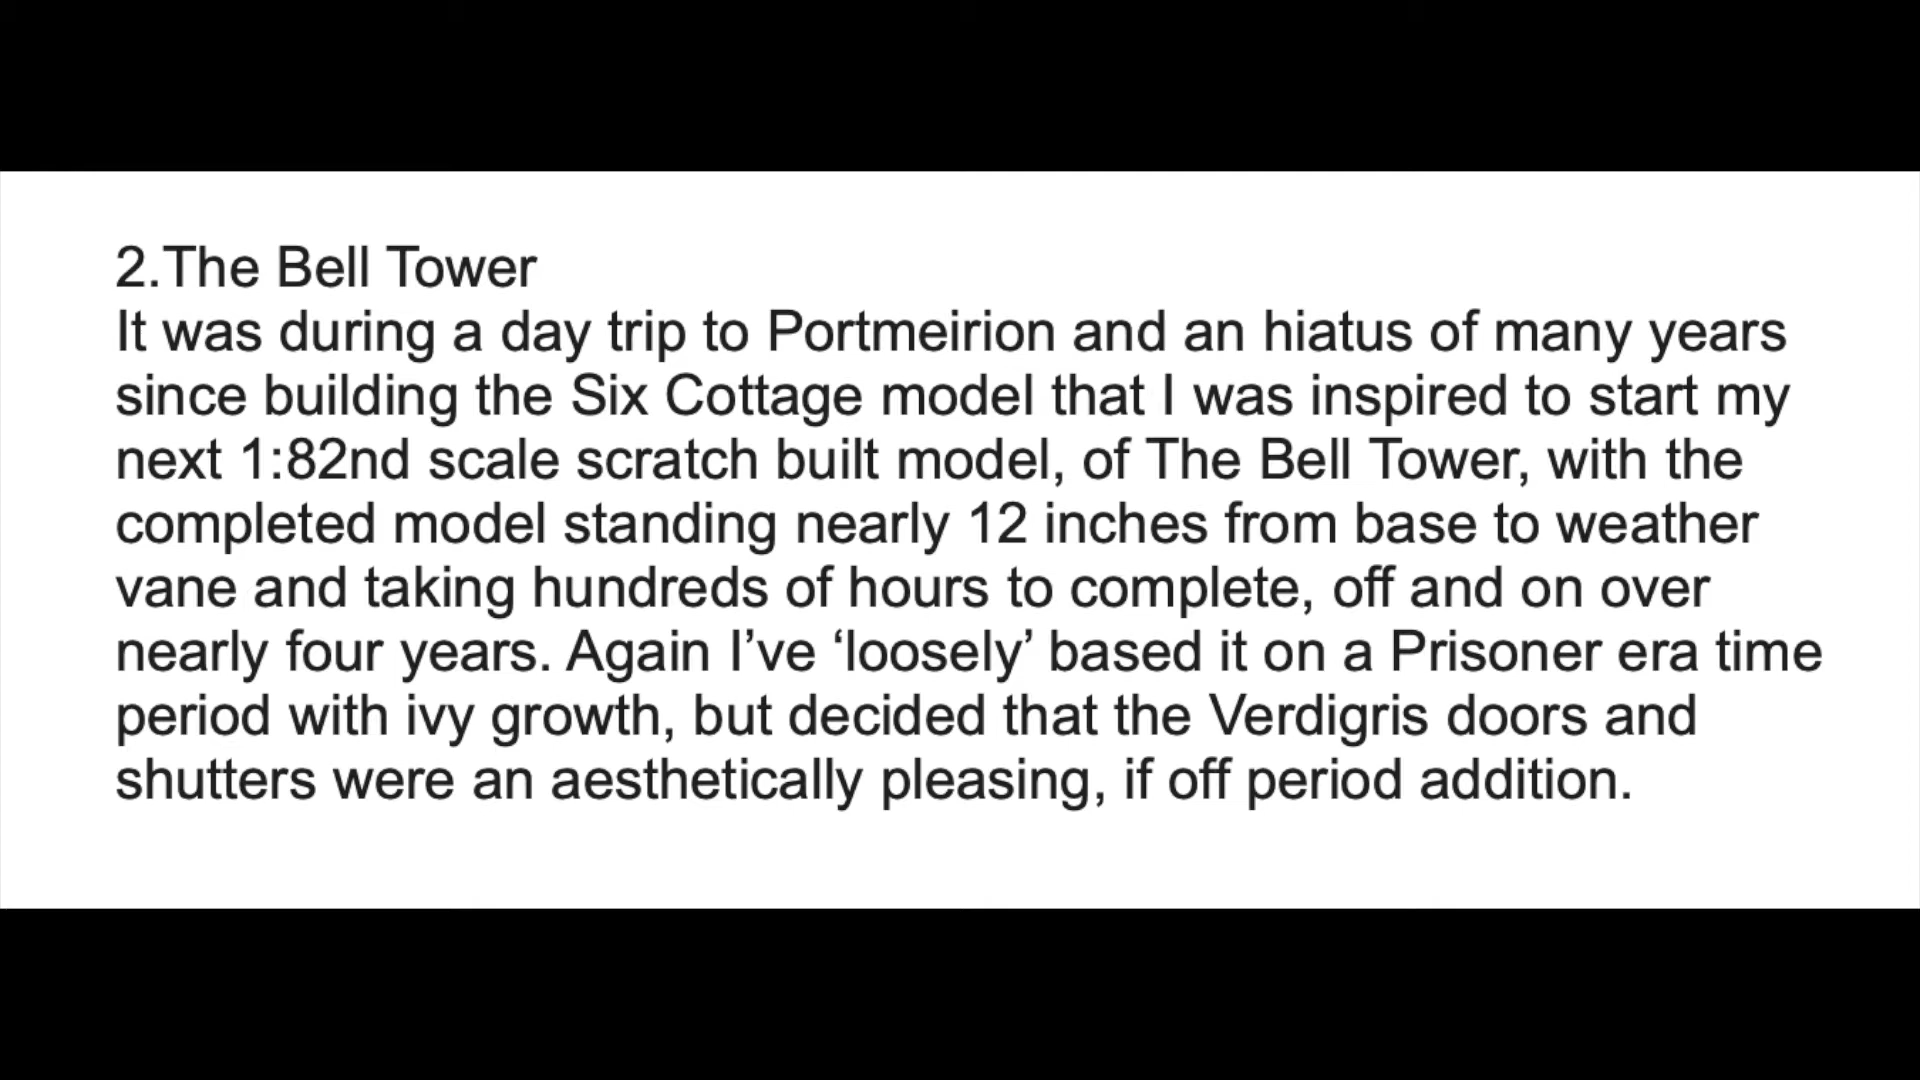 2.The Bell Tower
It was during a day trip to Portmeirion and an hiatus of many years
since building the Six Cottage model that I was inspired to start my
next 1:82nd scale scratch built model, of The Bell Tower, with the
completed model standing nearly 12 inches from base to weather
vane and taking hundreds of hours to complete, off and on over
nearly four years. Again I’ve ‘loosely’ based it on a Prisoner era time
period with ivy growth, but decided that the Verdigris doors and
shutters were an aesthetically pleasing, if off period addition.